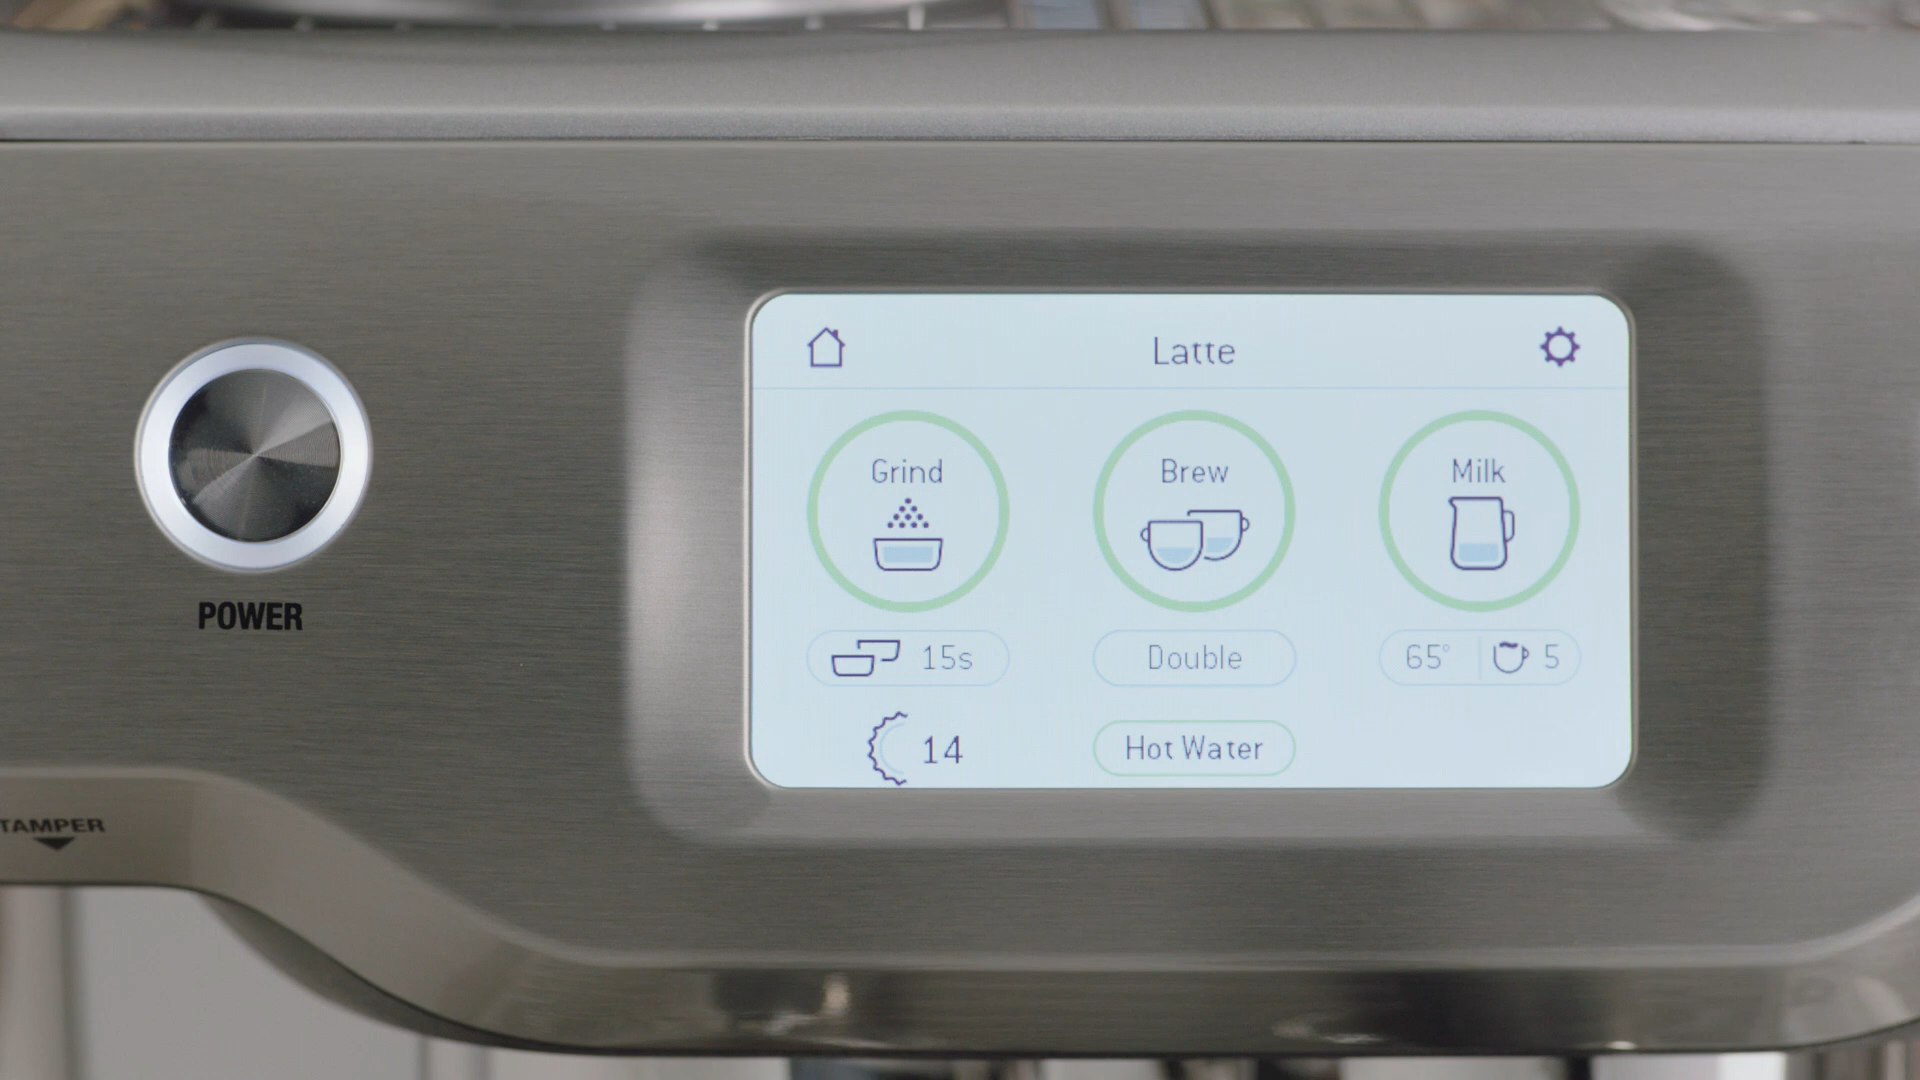 Latte
Grind
Brew
Milk
15s
Double
65° 5
14
Hot Water
POWER
TAMPER